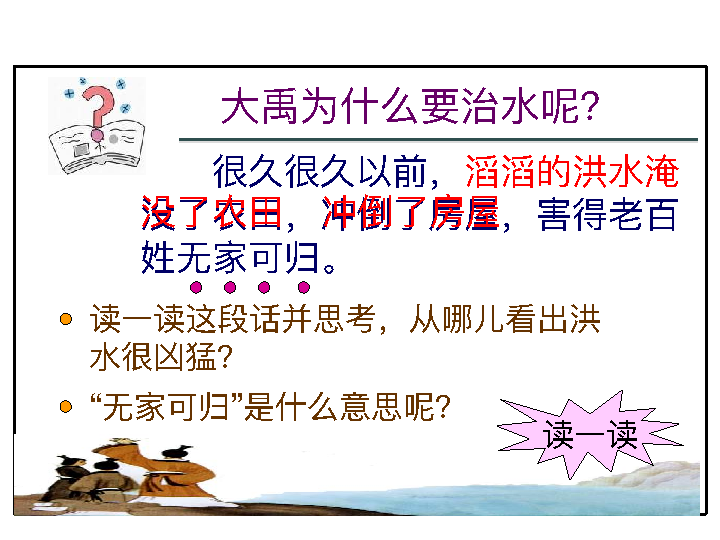 大禹为什么要治水呢?
很久很久以前，滔滔的洪水淹
没了农田，冲倒了房屋，害得老百
姓无家可归。
读一读这段话并思考，从哪儿看出洪
水很凶猛?
“无家可归”是什么意思呢?
读一读